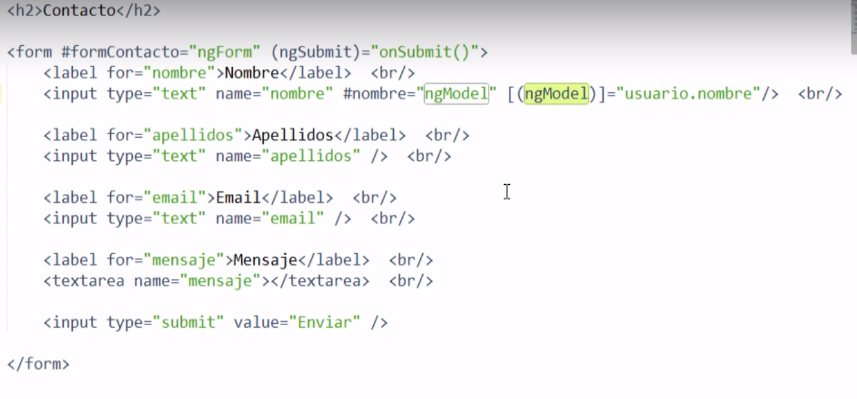 <h2>Contacto</h2>
<form #formContacto="ngForm" (ngSubmit)="onSubmit()">
<label for="nombre">Nombre</label> <br/>
<input type="text" name="nombre" #nombre="ngModel" [(ngModel)]="usuario.nombre"/> <br/>
<label for="apellidos">Apellidos</label> <br/>
<input type="text" name="apellidos" /> <br/>
<label for="email">Email</label> <br/>
<input type="text" name="email" /> <br/>
<label for="mensaje">Mensaje</label> <br/>
<textarea name="mensaje"></textarea> <br/>
<input type="submit" value="Enviar" />
</form>